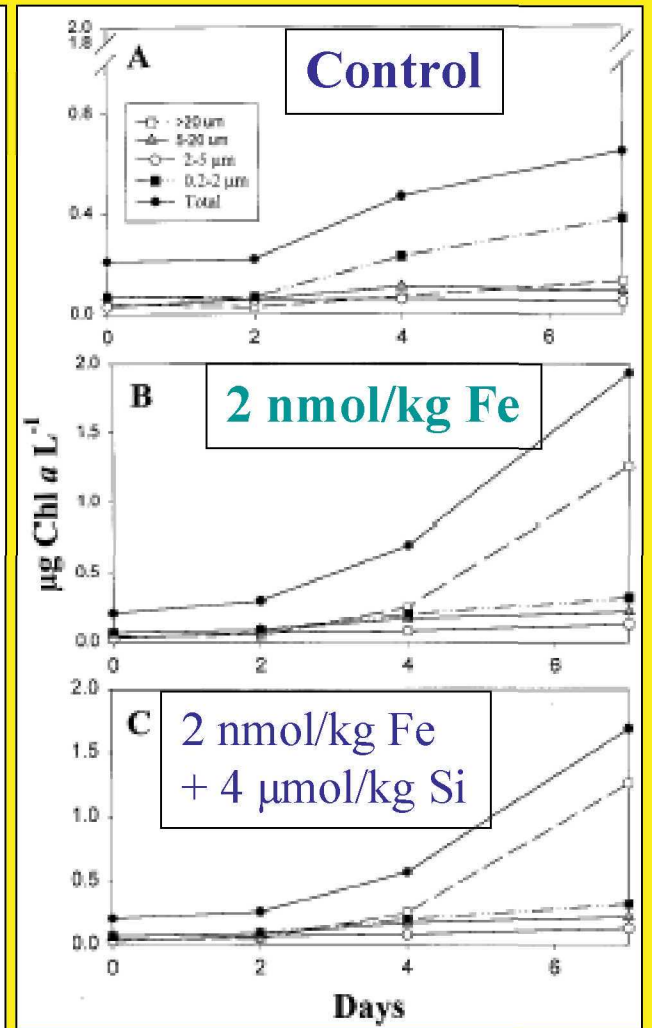 2.0
1.8
A
Control
0.8
>20 μm
5-20 μm
2-5 μm
0.2-2 μm
Total
0.4
0.0
0 2 4 6
2.0
B
2 nmol/kg Fe
1.5
1.0
0.5
0.0
0 2 4 6
μg Chl a L⁻¹
2.0
C
2 nmol/kg Fe
+ 4 μmol/kg Si
1.5
1.0
0.5
0.0
0 2 4 6
Days